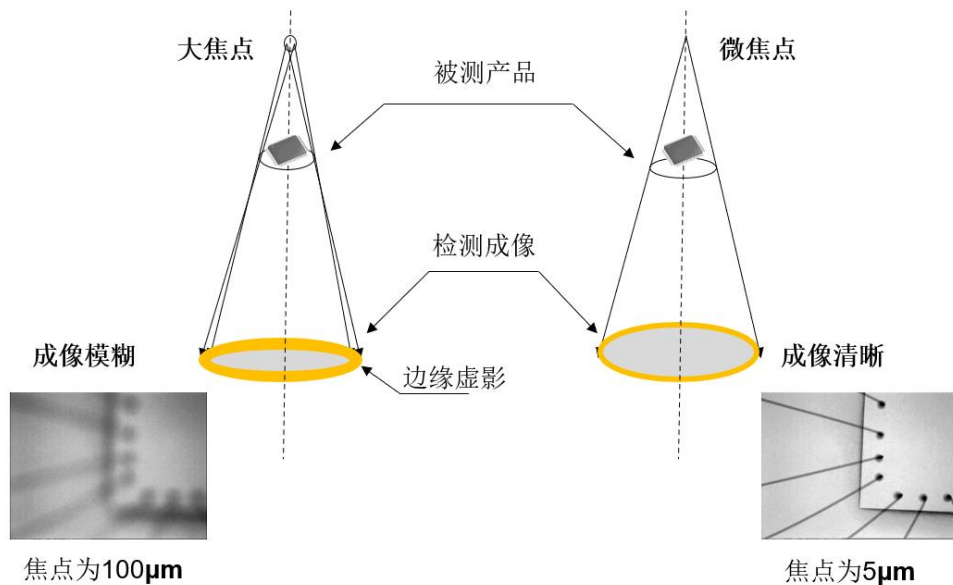 大焦点
微焦点
被测产品
检测成像
成像模糊
成像清晰
边缘虚影
焦点为100μm
焦点为5μm